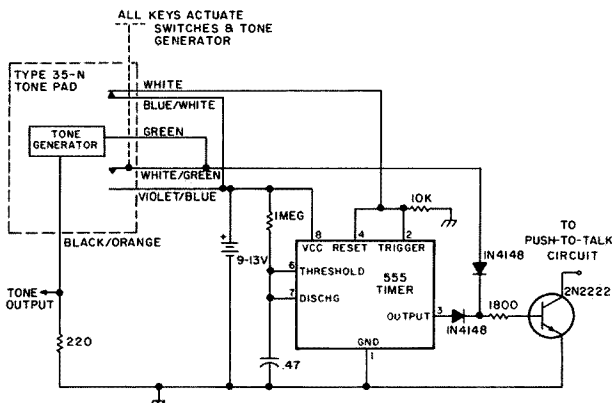 ALL KEYS ACTUATE
SWITCHES & TONE
GENERATOR
TYPE 35-N
TONE PAD
WHITE
BLUE/WHITE
TONE
GENERATOR
GREEN
WHITE/GREEN
VIOLET/BLUE
BLACK/ORANGE
TONE
OUTPUT
220
+
9-13V
1MEG
.47
10K
8
4
2
VCC
RESET
TRIGGER
6
THRESHOLD
555
TIMER
7
DISCHG
OUTPUT
3
GND
1
1N4148
1N4148
1800
TO
PUSH-TO-TALK
CIRCUIT
2N2222